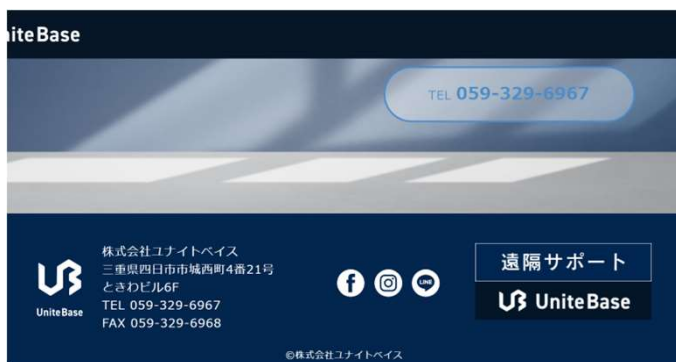 iteBase
TEL 059-329-6967
株式会社ユナイトベイス
三重県四日市市城西町4番21号
ときわビル6F
TEL 059-329-6967
FAX 059-329-6968
UniteBase
LINE
遠隔サポート
UniteBase
©株式会社ユナイトベイス